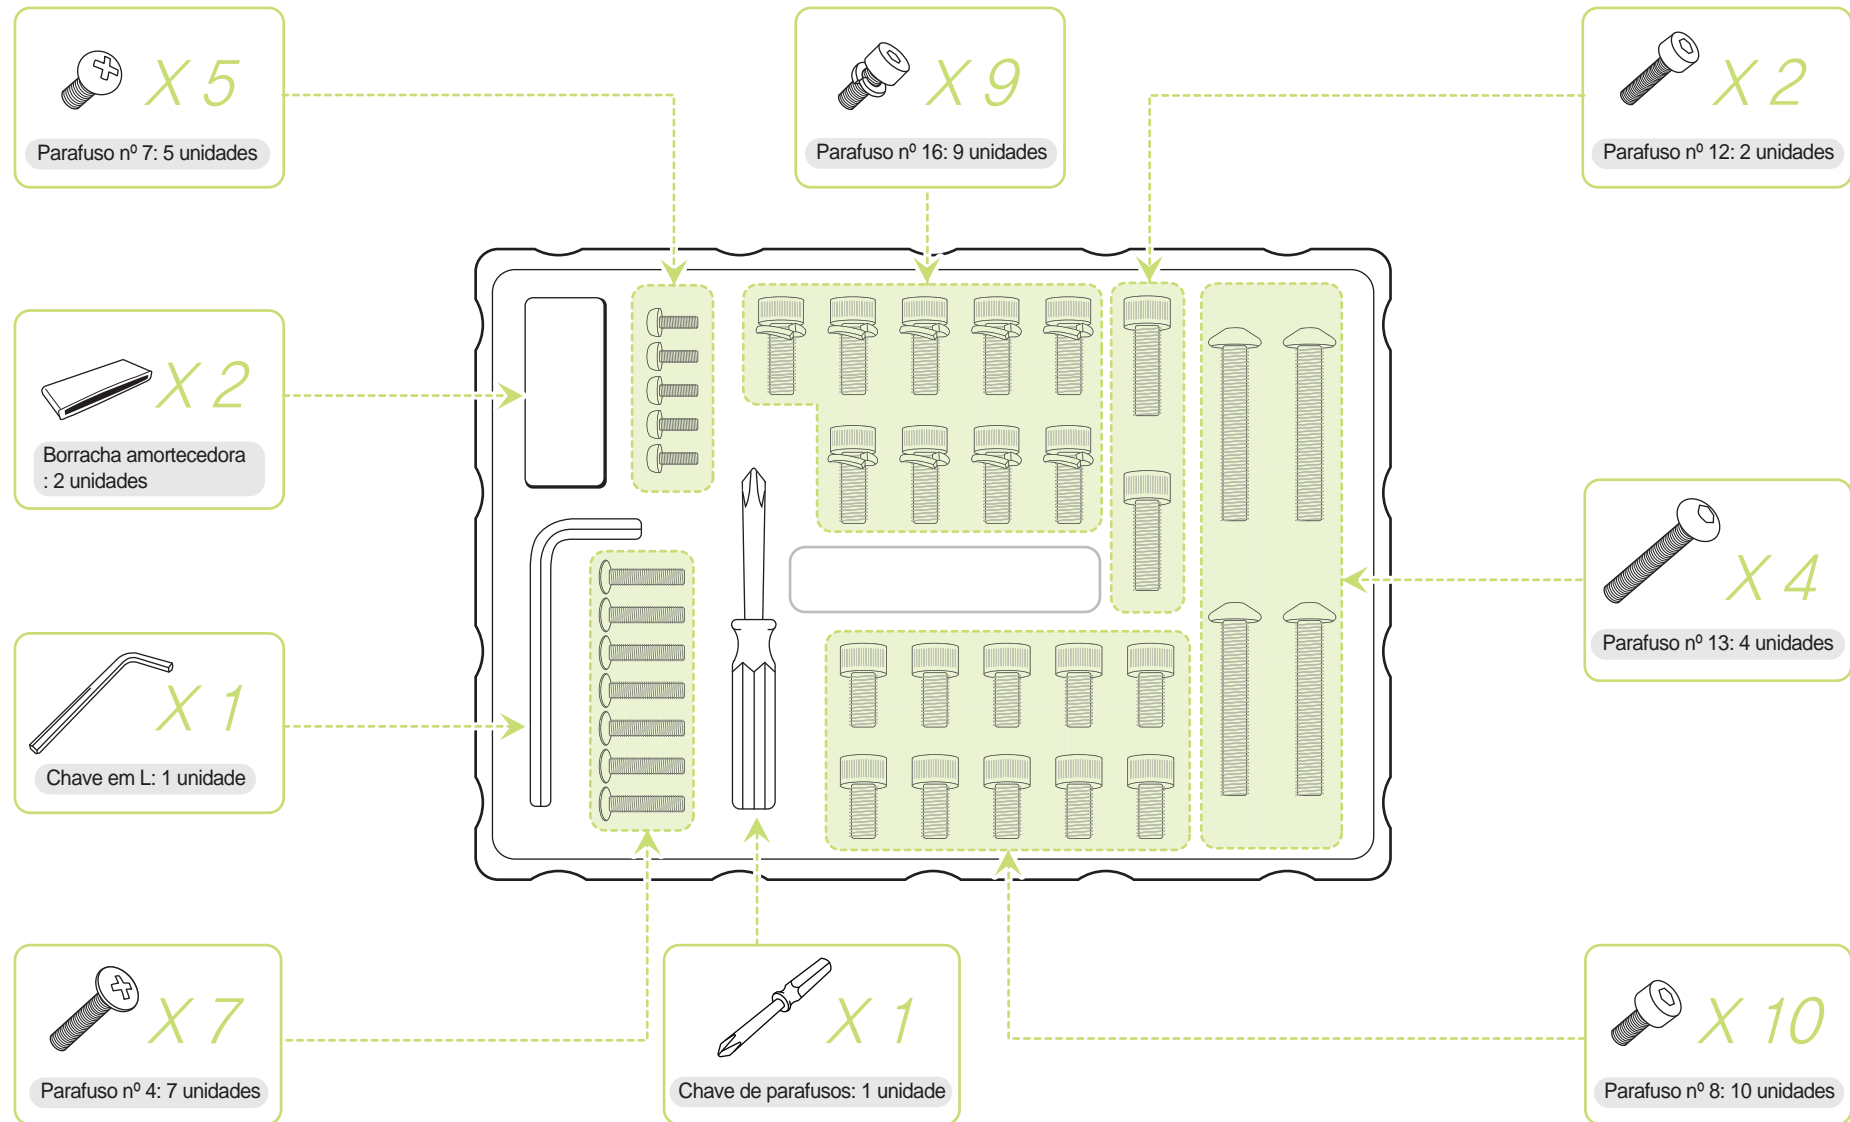 X 5
Parafuso nº 7: 5 unidades
X 9
Parafuso nº 16: 9 unidades
X 2
Parafuso nº 12: 2 unidades
X 2
Borracha amortecedora
: 2 unidades
X 4
Parafuso nº 13: 4 unidades
X 1
Chave em L: 1 unidade
X 7
Parafuso nº 4: 7 unidades
X 1
Chave de parafusos: 1 unidade
X 10
Parafuso nº 8: 10 unidades